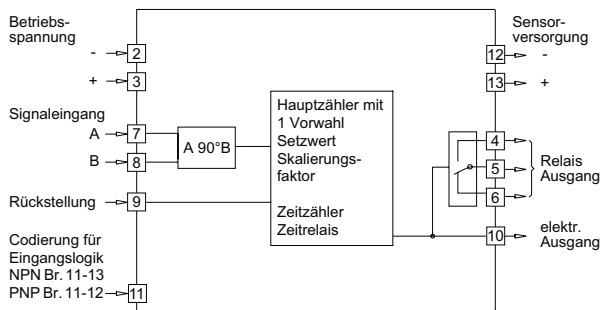 Betriebs-
spannung
- 2
+ 3
Signaleingang
A 7
B 8
A 90°B
Rückstellung 9
Codierung für
Eingangslogik
NPN Br. 11-13
PNP Br. 11-12 11
Hauptzähler mit
1 Vorwahl
Setzwert
Skalierungs-
faktor
Zeitzähler
Zeitrelais
Sensor-
versorgung
12 -
13 +
4
5
6
Relais
Ausgang
10
elektr.
Ausgang